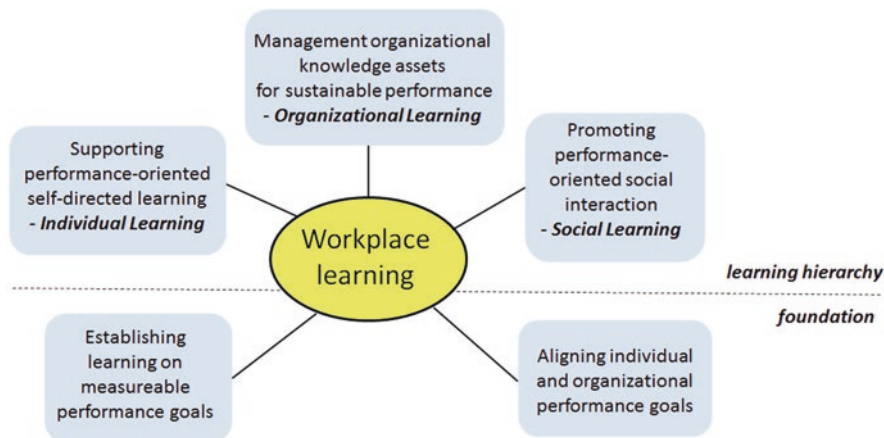 Management organizational
knowledge assets
for sustainable performance
- Organizational Learning
Supporting
performance-oriented
self-directed learning
- Individual Learning
Promoting
performance-
oriented social
interaction
- Social Learning
Workplace
learning
learning hierarchy
foundation
Establishing
learning on
measureable
performance goals
Aligning individual
and organizational
performance goals